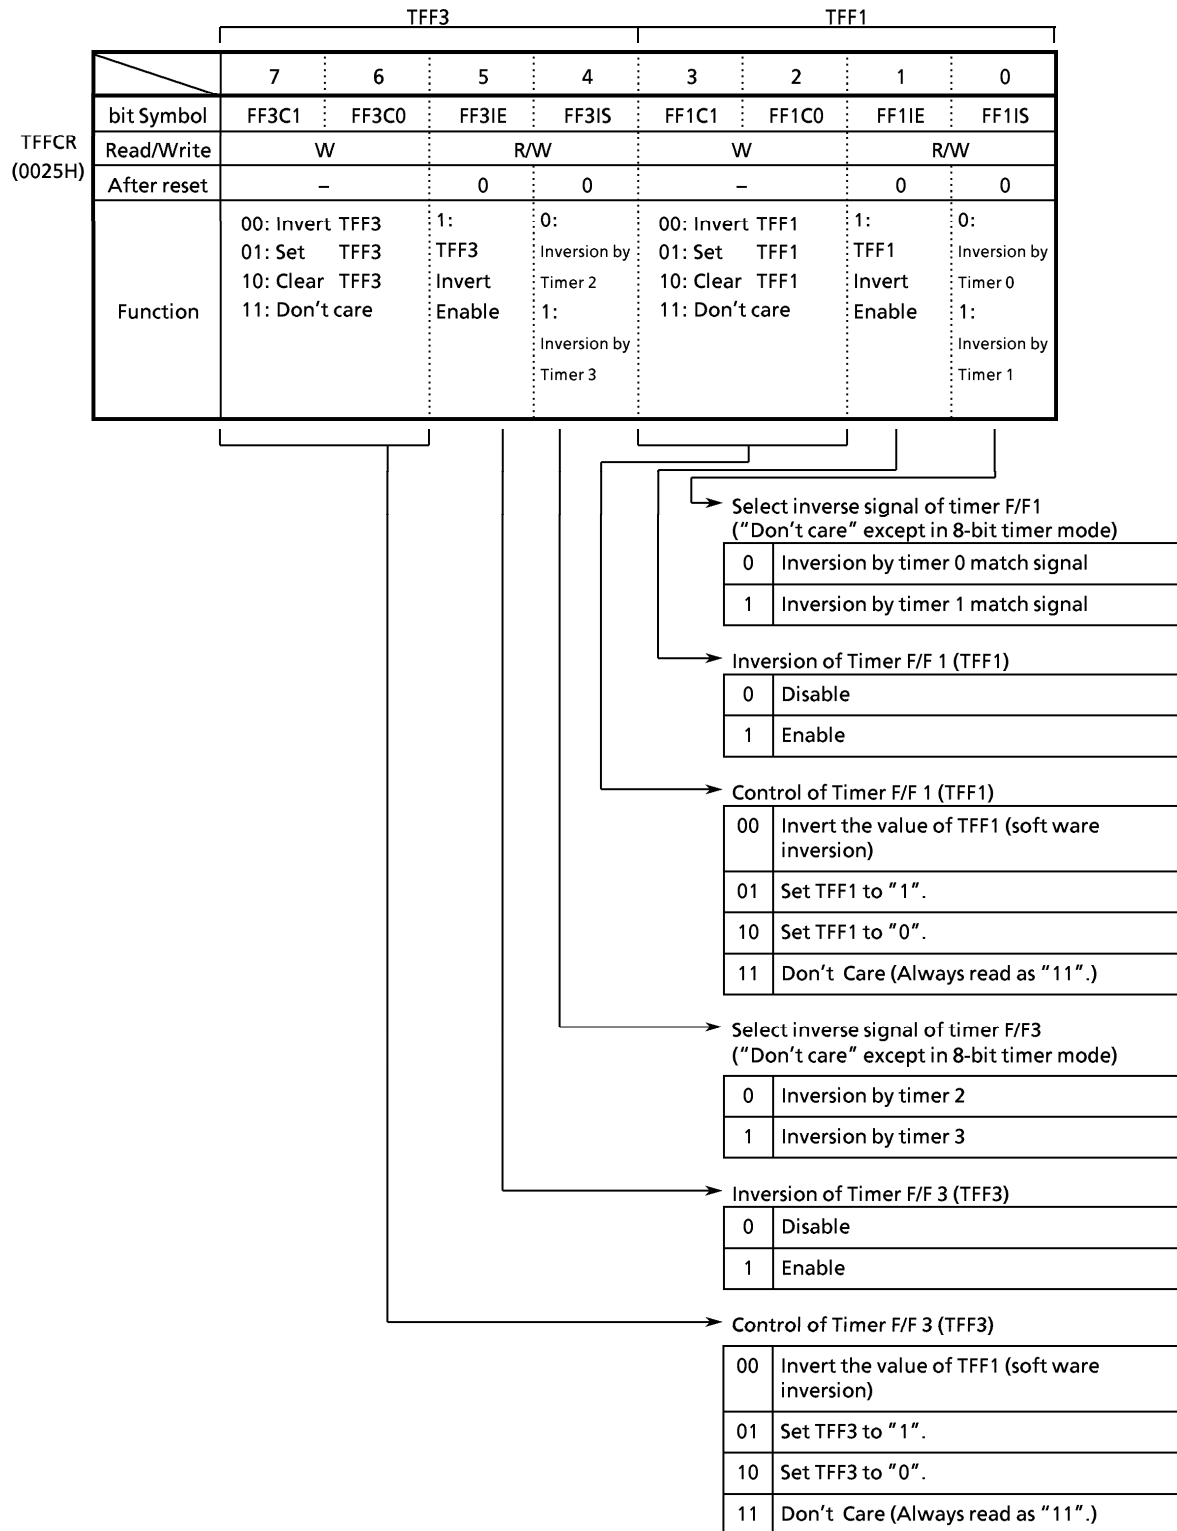 TFF3 TFF1
7 6 5 4 3 2 1 0
bit Symbol FF3C1 FF3C0 FF3IE FF3IS FF1C1 FF1C0 FF1IE FF1IS
TFFCR
(0025H)
Read/Write W R/W W R/W
After reset – 0 0 – 0 0
Function
00: Invert TFF3
01: Set TFF3
10: Clear TFF3
11: Don't care
1:
TFF3
Invert
Enable
0:
Inversion by
Timer 2
1:
Inversion by
Timer 3
00: Invert TFF1
01: Set TFF1
10: Clear TFF1
11: Don't care
1:
TFF1
Invert
Enable
0:
Inversion by
Timer 0
1:
Inversion by
Timer 1
Select inverse signal of timer F/F1
("Don't care" except in 8-bit timer mode)
0 Inversion by timer 0 match signal
1 Inversion by timer 1 match signal
Inversion of Timer F/F 1 (TFF1)
0 Disable
1 Enable
Control of Timer F/F 1 (TFF1)
00 Invert the value of TFF1 (soft ware
inversion)
01 Set TFF1 to "1".
10 Set TFF1 to "0".
11 Don't Care (Always read as "11".)
Select inverse signal of timer F/F3
("Don't care" except in 8-bit timer mode)
0 Inversion by timer 2
1 Inversion by timer 3
Inversion of Timer F/F 3 (TFF3)
0 Disable
1 Enable
Control of Timer F/F 3 (TFF3)
00 Invert the value of TFF1 (soft ware
inversion)
01 Set TFF3 to "1".
10 Set TFF3 to "0".
11 Don't Care (Always read as "11".)